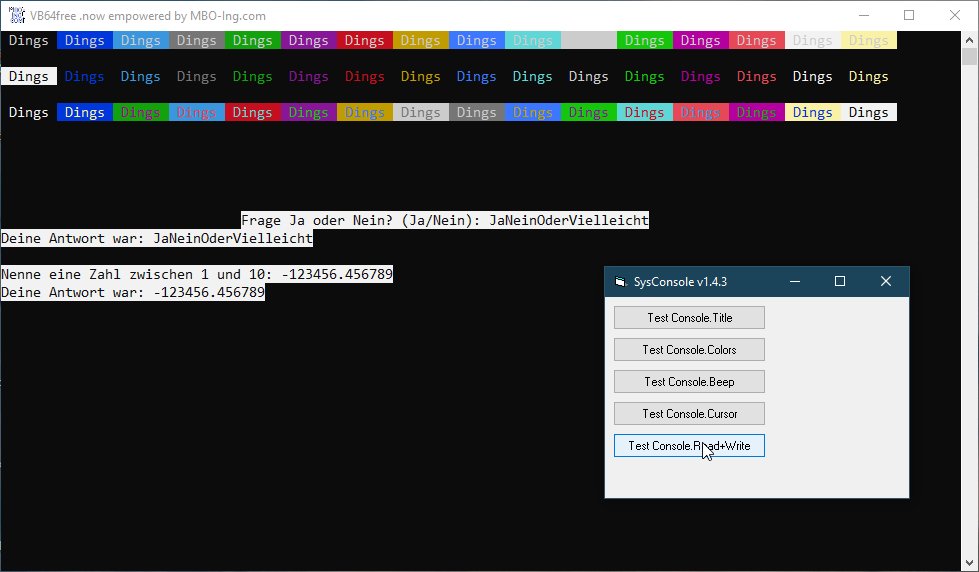 VB64free .now empowered by MBO-Ing.com
Dings Dings Dings Dings Dings Dings Dings Dings Dings Dings Dings Dings Dings Dings Dings
Dings Dings Dings Dings Dings Dings Dings Dings Dings Dings Dings Dings Dings Dings Dings Dings
Dings Dings Dings Dings Dings Dings Dings Dings Dings Dings Dings Dings Dings Dings Dings Dings
Frage Ja oder Nein? (Ja/Nein): JaNeinOderVielleicht
Deine Antwort war: JaNeinOderVielleicht
Nenne eine Zahl zwischen 1 und 10: -123456.456789
Deine Antwort war: -123456.456789
SysConsole v1.4.3
Test Console.Title
Test Console.Colors
Test Console.Beep
Test Console.Cursor
Test Console.Read+Write